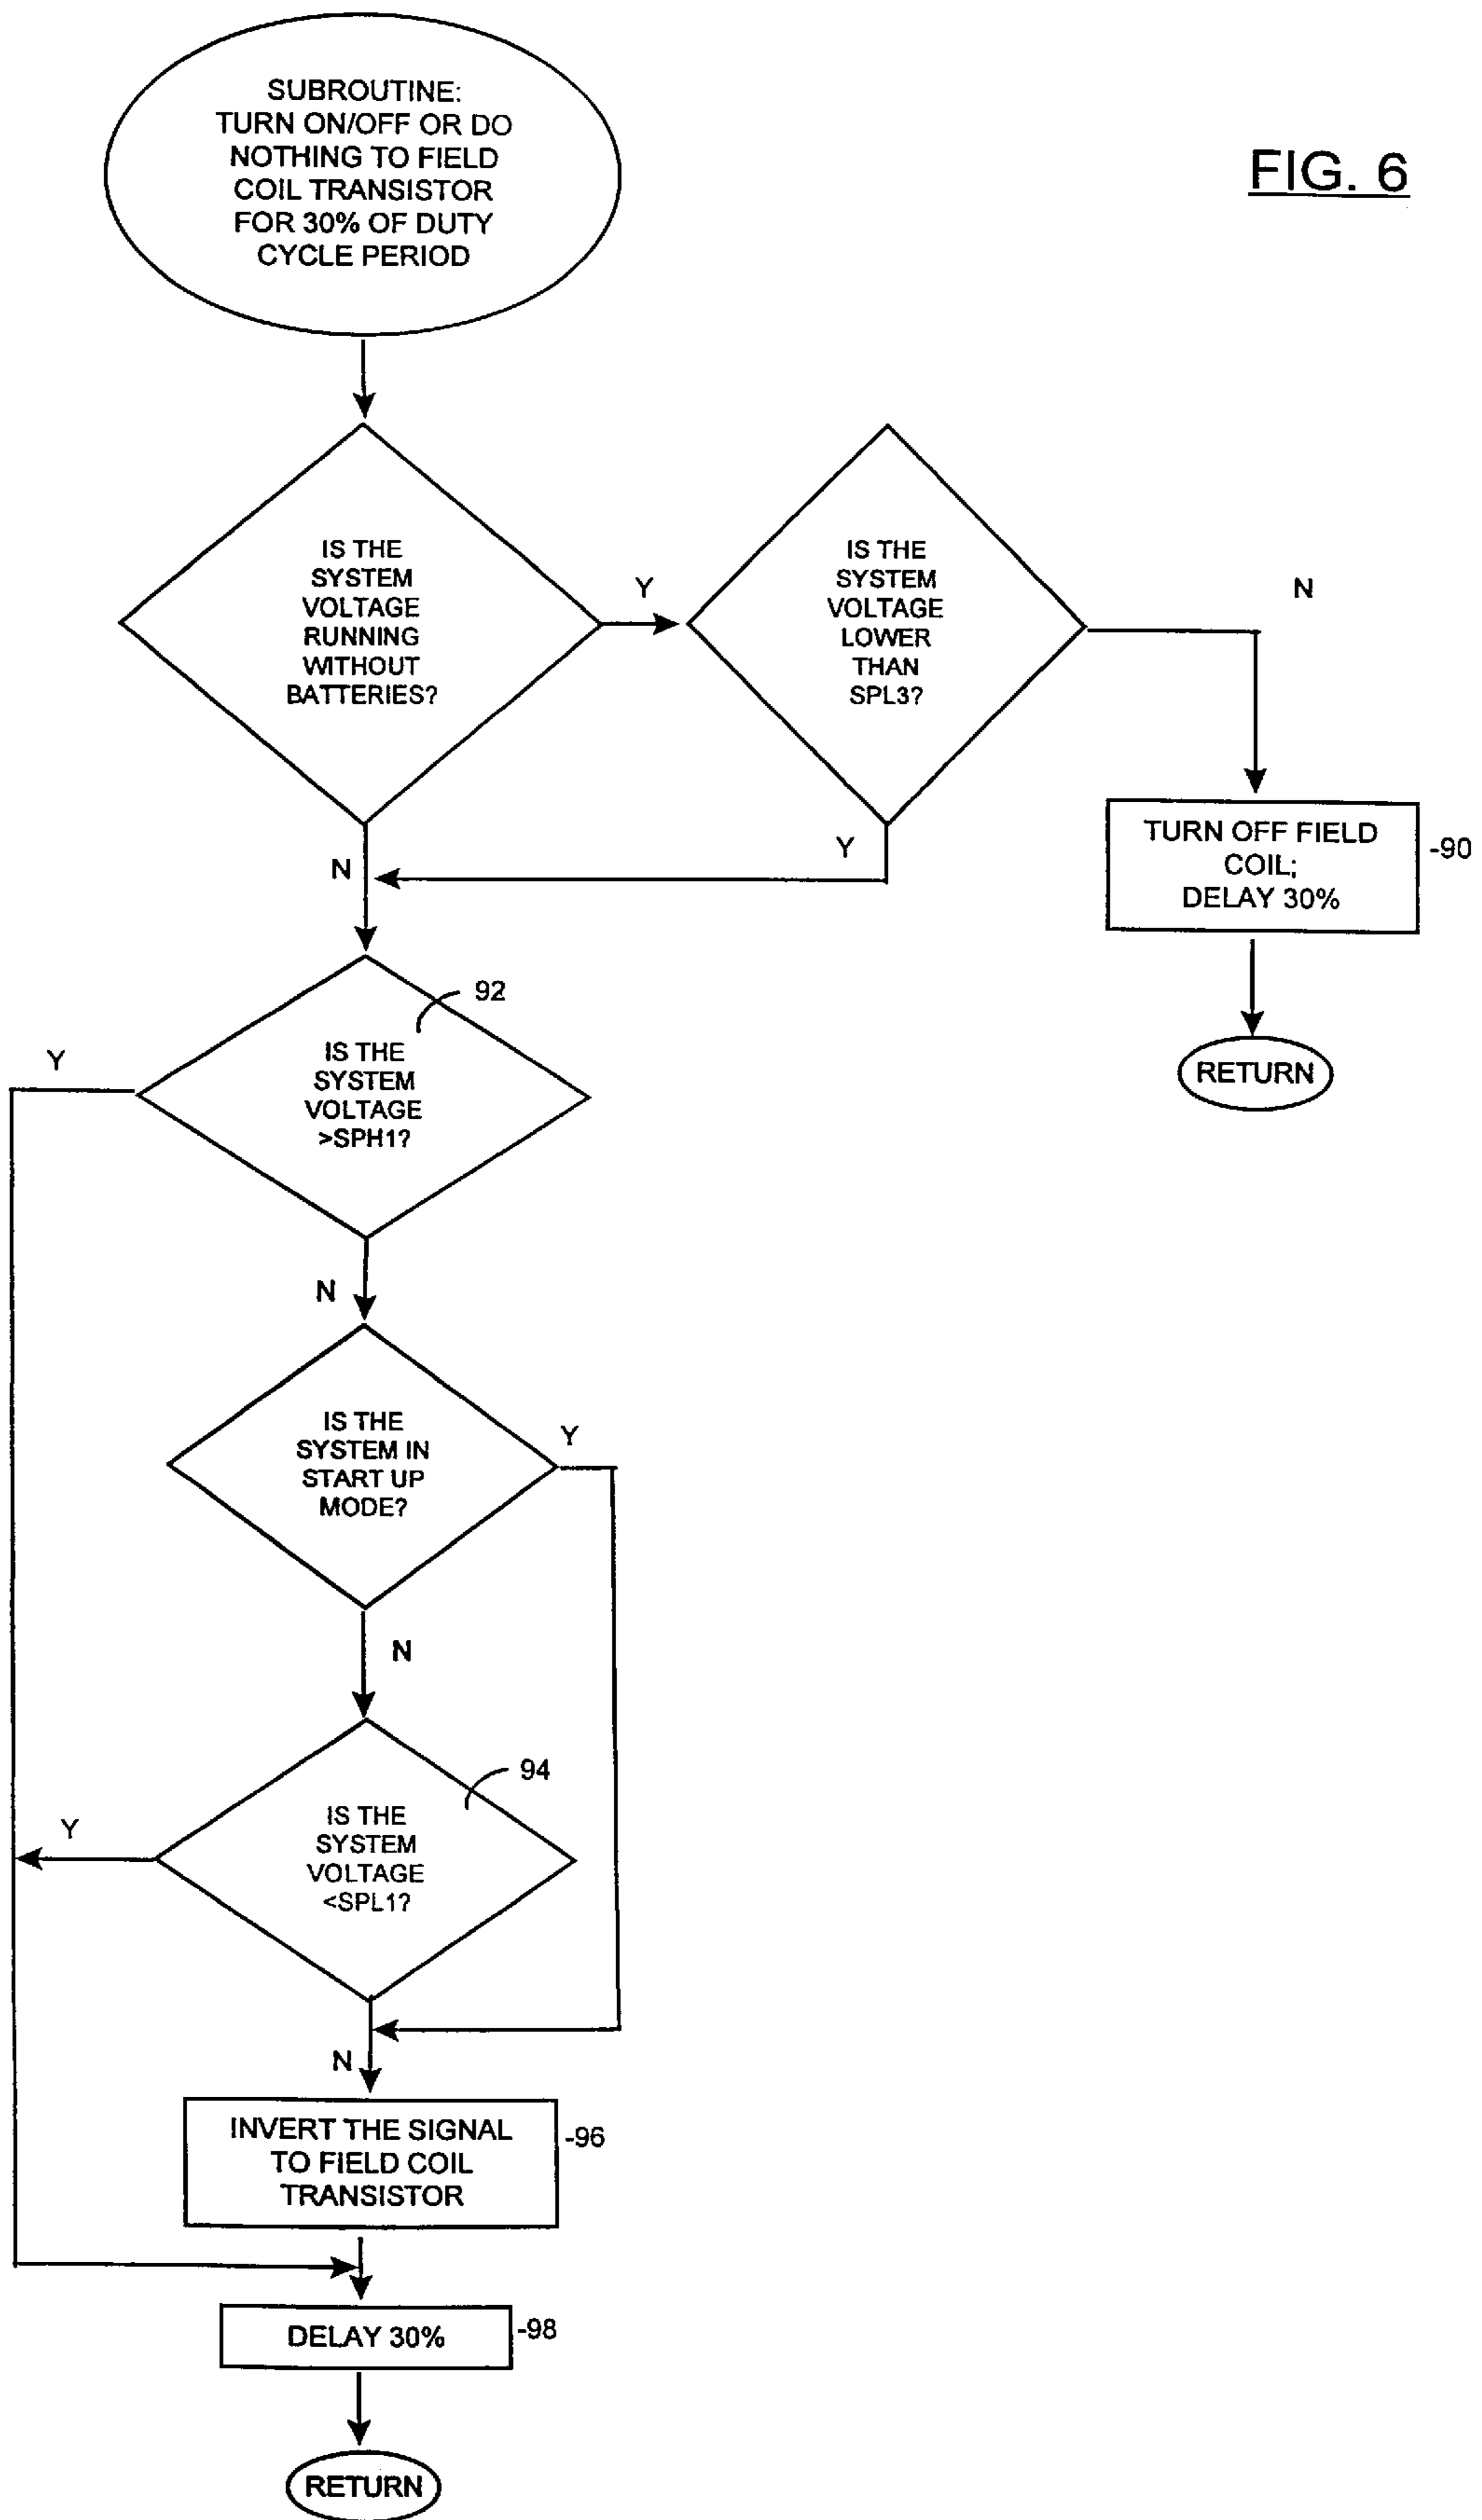 SUBROUTINE:
TURN ON/OFF OR DO
NOTHING TO FIELD
COIL TRANSISTOR
FOR 30% OF DUTY
CYCLE PERIOD
FIG. 6
IS THE
SYSTEM
VOLTAGE
RUNNING
WITHOUT
BATTERIES?
Y
IS THE
SYSTEM
VOLTAGE
LOWER
THAN
SPL3?
N
TURN OFF FIELD
COIL;
DELAY 30%
-90
RETURN
Y
N
92
IS THE
SYSTEM
VOLTAGE
>SPH1?
Y
N
IS THE
SYSTEM IN
START UP
MODE?
Y
N
94
IS THE
SYSTEM
VOLTAGE
<SPL1?
Y
N
INVERT THE SIGNAL
TO FIELD COIL
TRANSISTOR
-96
DELAY 30%
-98
RETURN